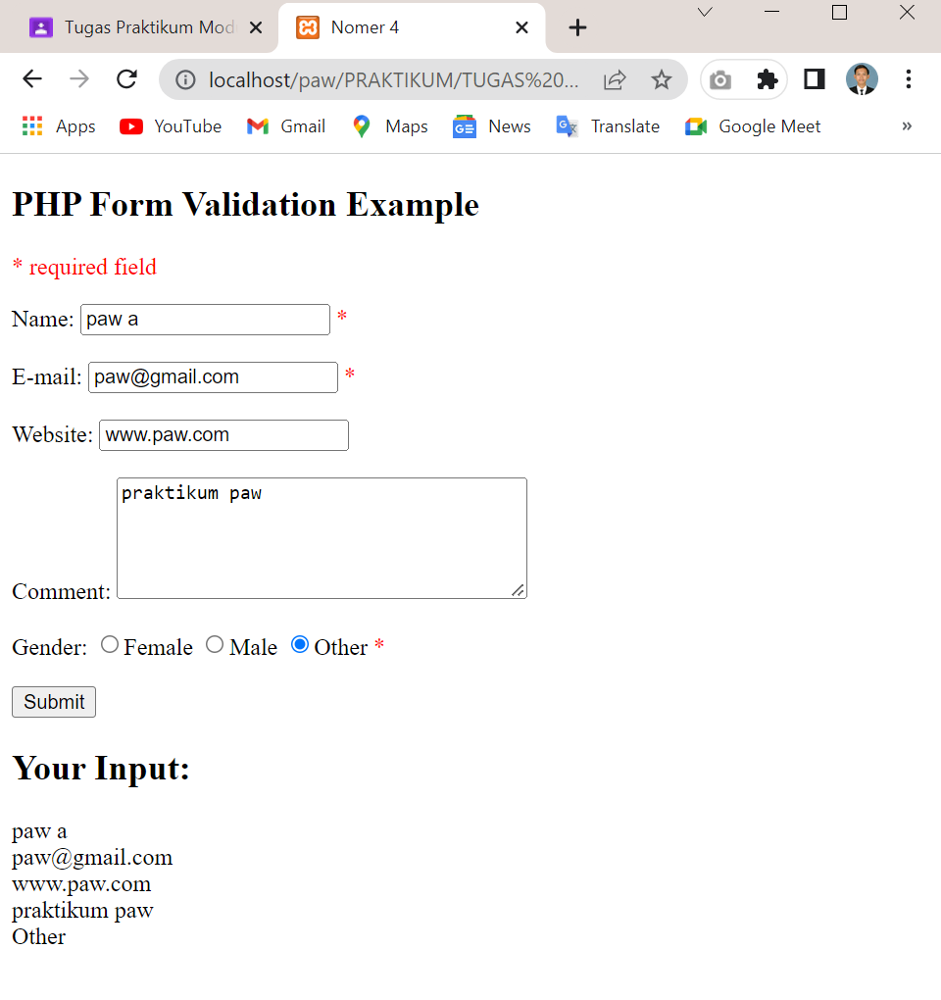 Tugas Praktikum Mod
Nomer 4
localhost/paw/PRAKTIKUM/TUGAS%20...
Apps YouTube Gmail Maps News Translate Google Meet »
PHP Form Validation Example
* required field
Name: paw a *
E-mail: paw@gmail.com *
Website: www.paw.com
praktikum paw
Comment:
Gender: Female Male Other *
Submit
Your Input:
paw a
paw@gmail.com
www.paw.com
praktikum paw
Other